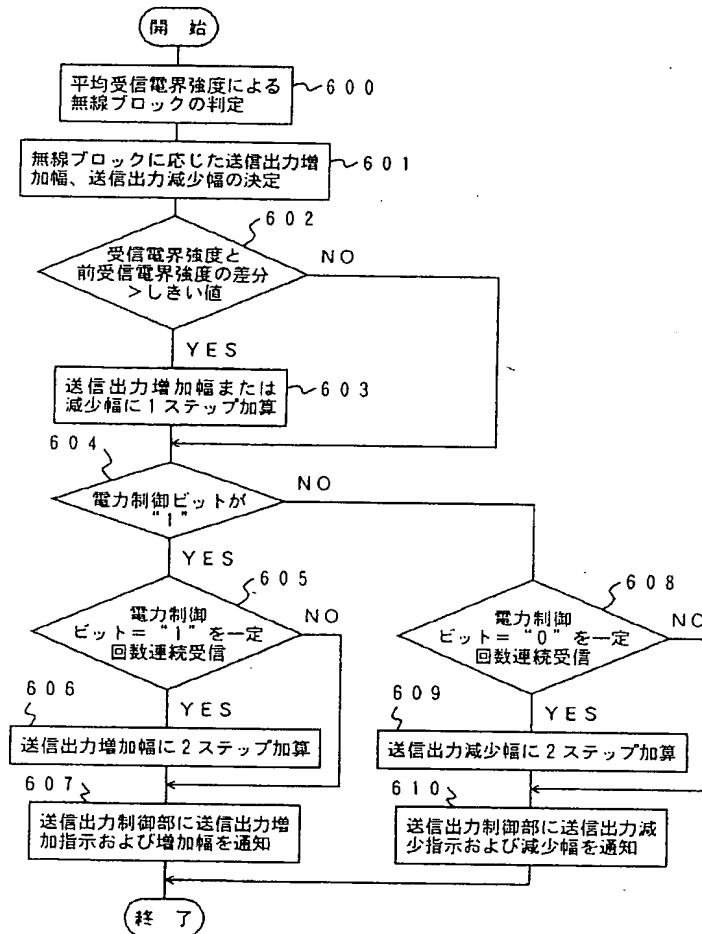 開 始
平均受信電界強度による
無線ブロックの判定
600
無線ブロックに応じた送信出力増
加幅、送信出力減少幅の決定
601
602
受信電界強度と
前受信電界強度の差分
>しきい値
NO
YES
送信出力増加幅または
減少幅に1ステップ加算
603
604
電力制御ビットが
“1”
NO
YES
605
電力制御
ビット=“1”を一定
回数連続受信
NO
YES
606
送信出力増加幅に2ステップ加算
607
送信出力制御部に送信出力増
加指示および増加幅を通知
608
電力制御
ビット=“0”を一定
回数連続受信
NO
YES
609
送信出力減少幅に2ステップ加算
610
送信出力制御部に送信出力減
少指示および減少幅を通知
終 了